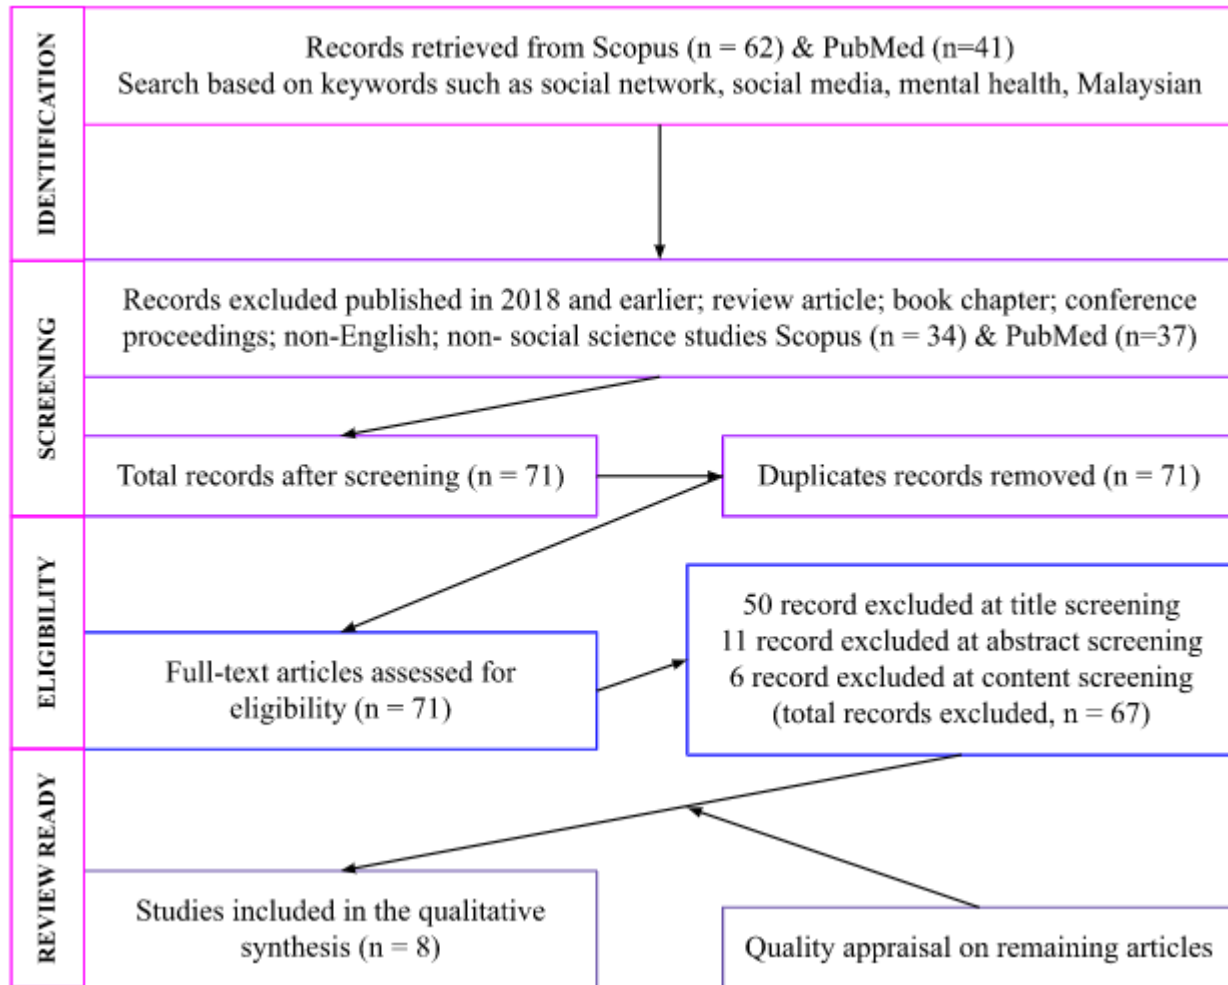 IDENTIFICATION
Records retrieved from Scopus (n = 62) & PubMed (n=41)
Search based on keywords such as social network, social media, mental health, Malaysian
SCREENING
Records excluded published in 2018 and earlier; review article; book chapter; conference
proceedings; non-English; non- social science studies Scopus (n = 34) & PubMed (n=37)
Total records after screening (n = 71)
Duplicates records removed (n = 71)
ELIGIBILITY
Full-text articles assessed for
eligibility (n = 71)
50 record excluded at title screening
11 record excluded at abstract screening
6 record excluded at content screening
(total records excluded, n = 67)
REVIEW READY
Studies included in the qualitative
synthesis (n = 8)
Quality appraisal on remaining articles